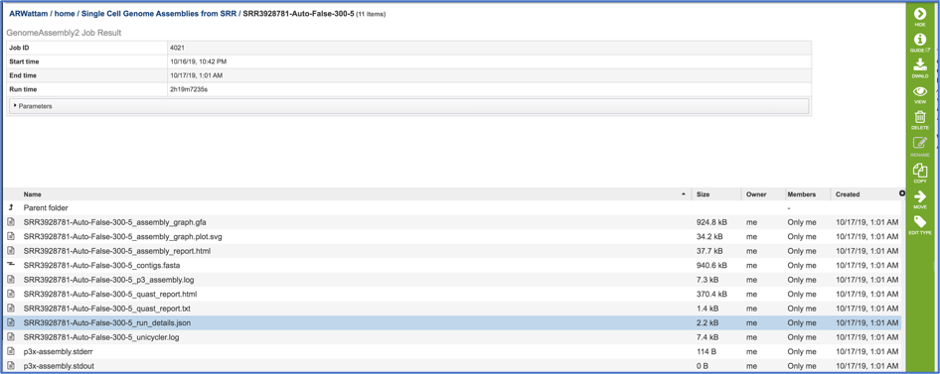 ARWattam / home / Single Cell Genome Assemblies from SRR / SRR3928781-Auto-False-300-5 (11 items)
GenomeAssembly2 Job Result
Job ID 4021
Start time 10/16/19, 10:42 PM
End time 10/17/19, 1:01 AM
Run time 2h19m7235s
Parameters
Name Size Owner Members Created
Parent folder -
SRR3928781-Auto-False-300-5_assembly_graph.gfa 924.8 kB me Only me 10/17/19, 1:01 AM
SRR3928781-Auto-False-300-5_assembly_graph.plot.svg 34.2 kB me Only me 10/17/19, 1:01 AM
SRR3928781-Auto-False-300-5_assembly_report.html 37.7 kB me Only me 10/17/19, 1:01 AM
SRR3928781-Auto-False-300-5_contigs.fasta 940.6 kB me Only me 10/17/19, 1:01 AM
SRR3928781-Auto-False-300-5_p3_assembly.log 7.3 kB me Only me 10/17/19, 1:01 AM
SRR3928781-Auto-False-300-5_quast_report.html 370.4 kB me Only me 10/17/19, 1:01 AM
SRR3928781-Auto-False-300-5_quast_report.txt 1.4 kB me Only me 10/17/19, 1:01 AM
SRR3928781-Auto-False-300-5_run_details.json 2.2 kB me Only me 10/17/19, 1:01 AM
SRR3928781-Auto-False-300-5_unicycler.log 7.4 kB me Only me 10/17/19, 1:01 AM
p3x-assembly.stderr 114 B me Only me 10/17/19, 1:01 AM
p3x-assembly.stdout 0 B me Only me 10/17/19, 1:01 AM
HIDE
GUIDE
DWNLD
VIEW
DELETE
RENAME
COPY
MOVE
EDIT TYPE